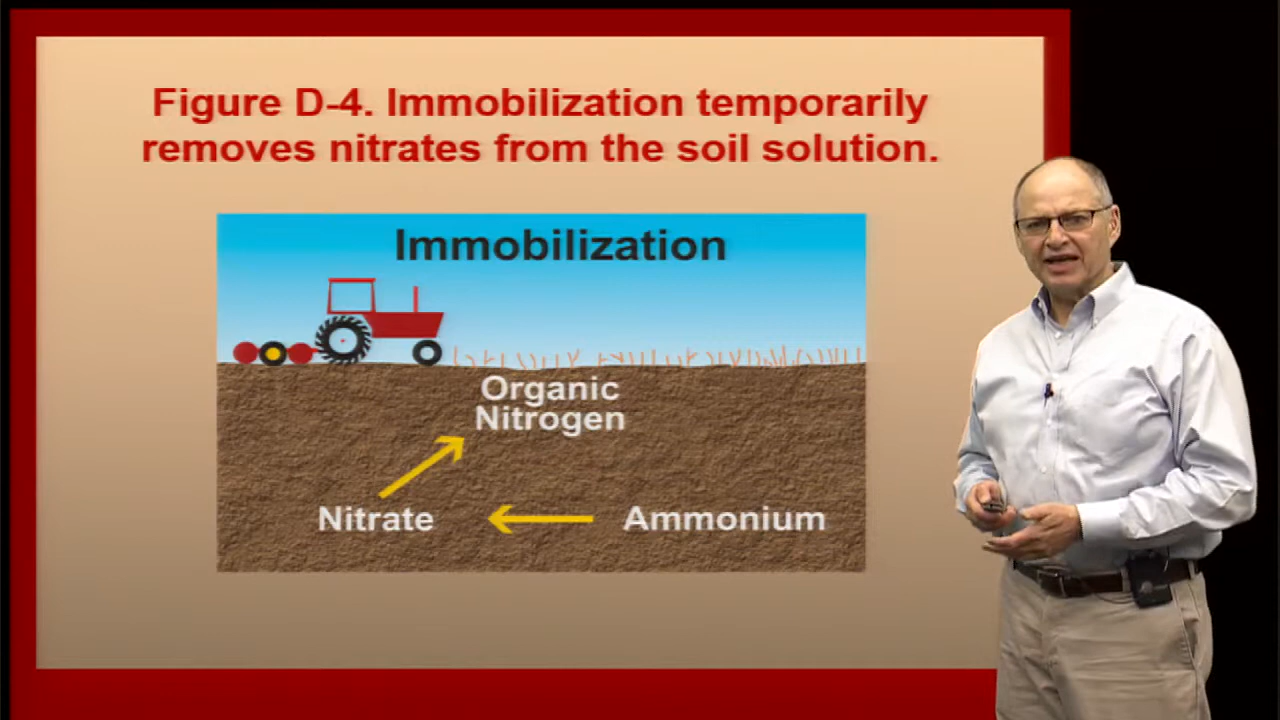 Figure D-4. Immobilization temporarily
removes nitrates from the soil solution.
Immobilization
Organic
Nitrogen
Nitrate
Ammonium